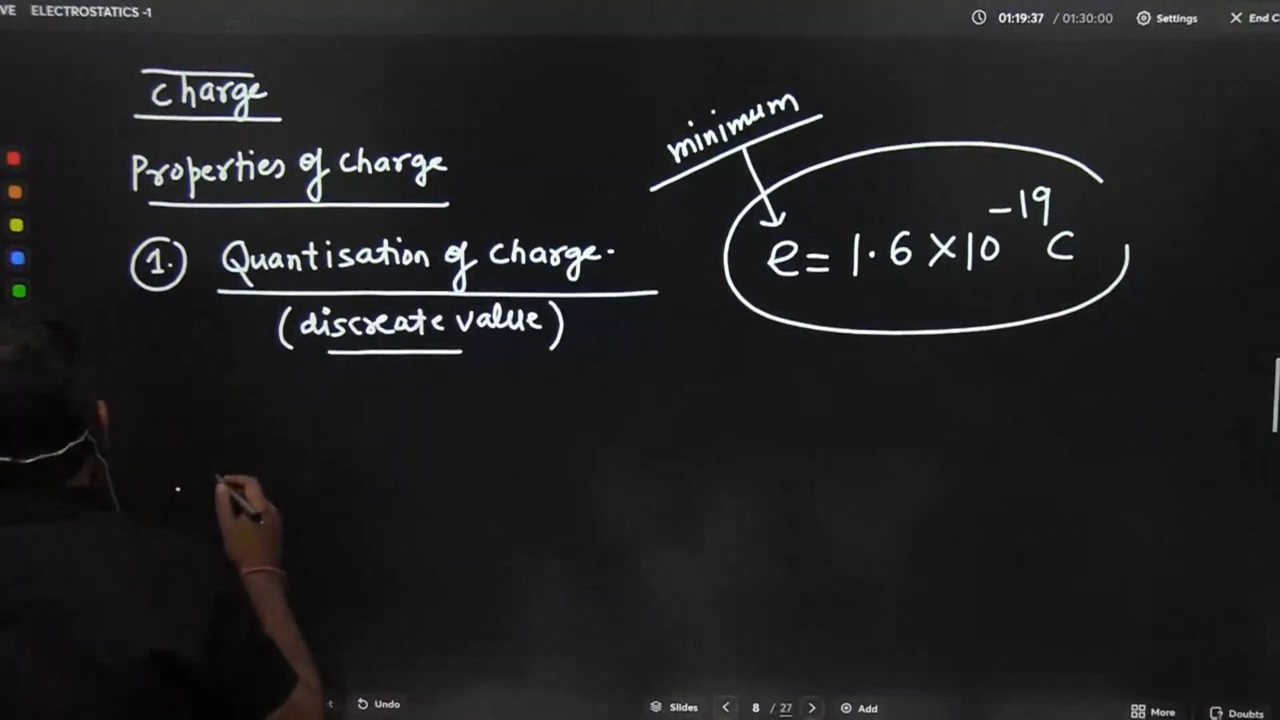 VE ELECTROSTATICS -1
01:19:37 / 01:30:00 Settings End C
Charge
Properties of Charge
minimum
1. Quantisation of Charge.
(discreate value)
e = 1.6 × 10⁻¹⁹ C
t Undo
Slides < 8 / 27 > Add
More Doubts